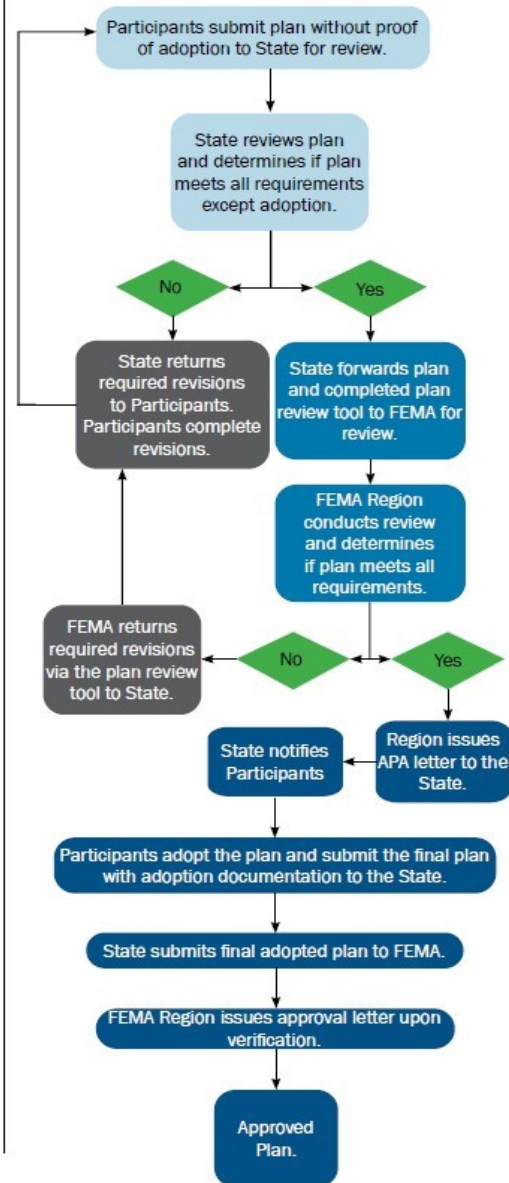 Participants submit plan without proof
of adoption to State for review.
State reviews plan
and determines if plan
meets all requirements
except adoption.
No
Yes
State returns
required revisions
to Participants.
Participants complete
revisions.
State forwards plan
and completed plan
review tool to FEMA for
review.
FEMA Region
conducts review
and determines
if plan meets all
requirements.
FEMA returns
required revisions
via the plan review
tool to State.
No
Yes
Region issues
APA letter to the
State.
State notifies
Participants
Participants adopt the plan and submit the final plan
with adoption documentation to the State.
State submits final adopted plan to FEMA.
FEMA Region issues approval letter upon
verification.
Approved
Plan.